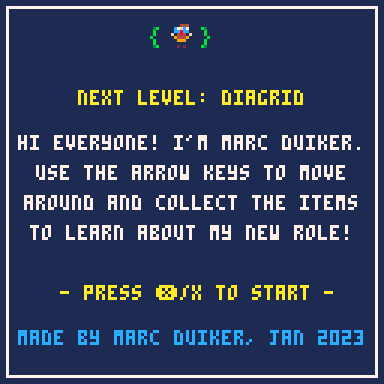 { }
NEXT LEVEL: DIAGRID
HI EVERYONE! I'M MARC DUIKER.
USE THE ARROW KEYS TO MOVE
AROUND AND COLLECT THE ITEMS
TO LEARN ABOUT MY NEW ROLE!
- PRESS ❎/X TO START -
MADE BY MARC DUIKER, JAN 2023